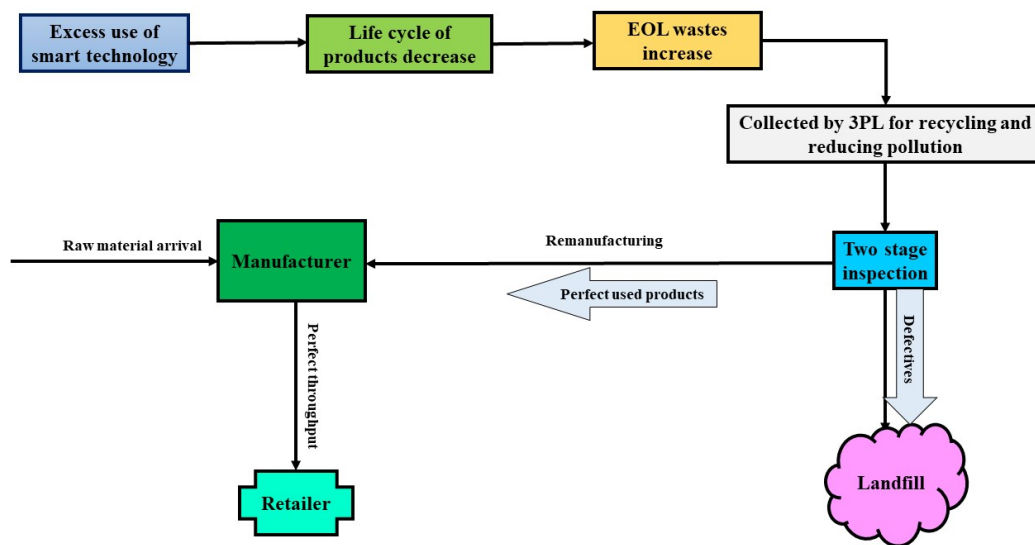 Excess use of
smart technology
Life cycle of
products decrease
EOL wastes
increase
Collected by 3PL for recycling and
reducing pollution
Raw material arrival
Manufacturer
Remanufacturing
Two stage
inspection
Perfect used products
Perfect throughput
Defectives
Retailer
Landfill